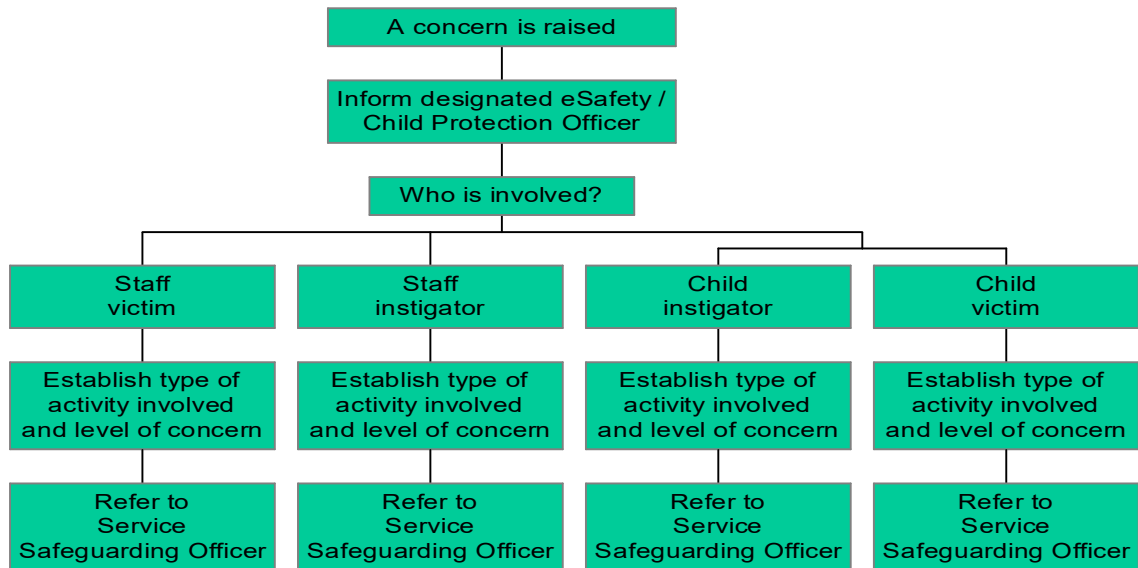 A concern is raised
Inform designated eSafety /
Child Protection Officer
Who is involved?
Staff
victim
Staff
instigator
Child
instigator
Child
victim
Establish type of
activity involved
and level of concern
Establish type of
activity involved
and level of concern
Establish type of
activity involved
and level of concern
Establish type of
activity involved
and level of concern
Refer to
Service
Safeguarding Officer
Refer to
Service
Safeguarding Officer
Refer to
Service
Safeguarding Officer
Refer to
Service
Safeguarding Officer